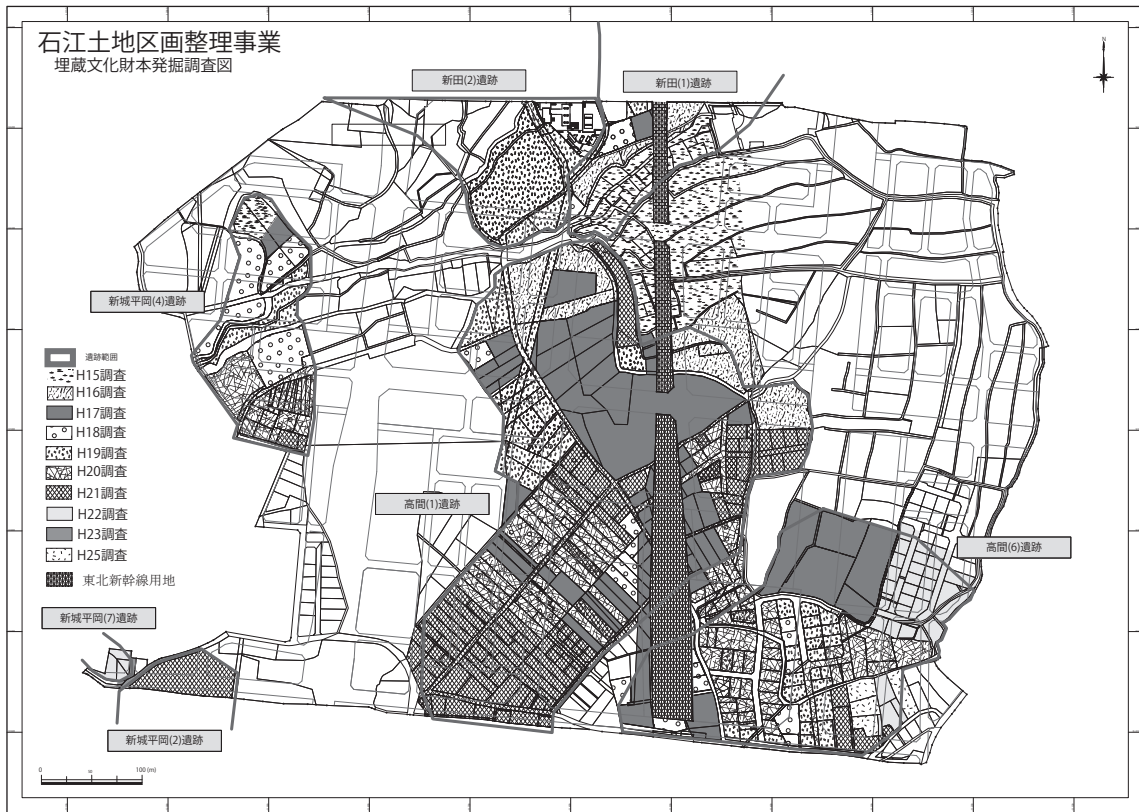 石江土地区画整理事業
埋蔵文化財本発掘調査図
新田(2)遺跡
新田(1)遺跡
N
新城平岡(4)遺跡
遺跡範囲
H15調査
H16調査
H17調査
H18調査
H19調査
H20調査
H21調査
H22調査
H23調査
H25調査
東北新幹線用地
高間(1)遺跡
高間(6)遺跡
新城平岡(7)遺跡
新城平岡(2)遺跡
0 50 100 (m)